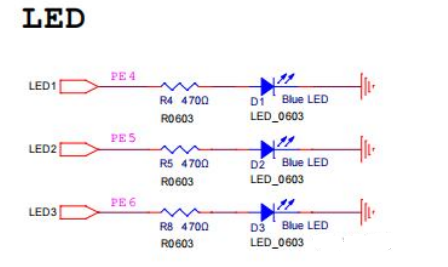 LED
LED1 PE4
R4 470Ω D1 Blue LED
R0603 LED_0603
LED2 PE5
R5 470Ω D2 Blue LED
R0603 LED_0603
LED3 PE6
R8 470Ω D3 Blue LED
R0603 LED_0603